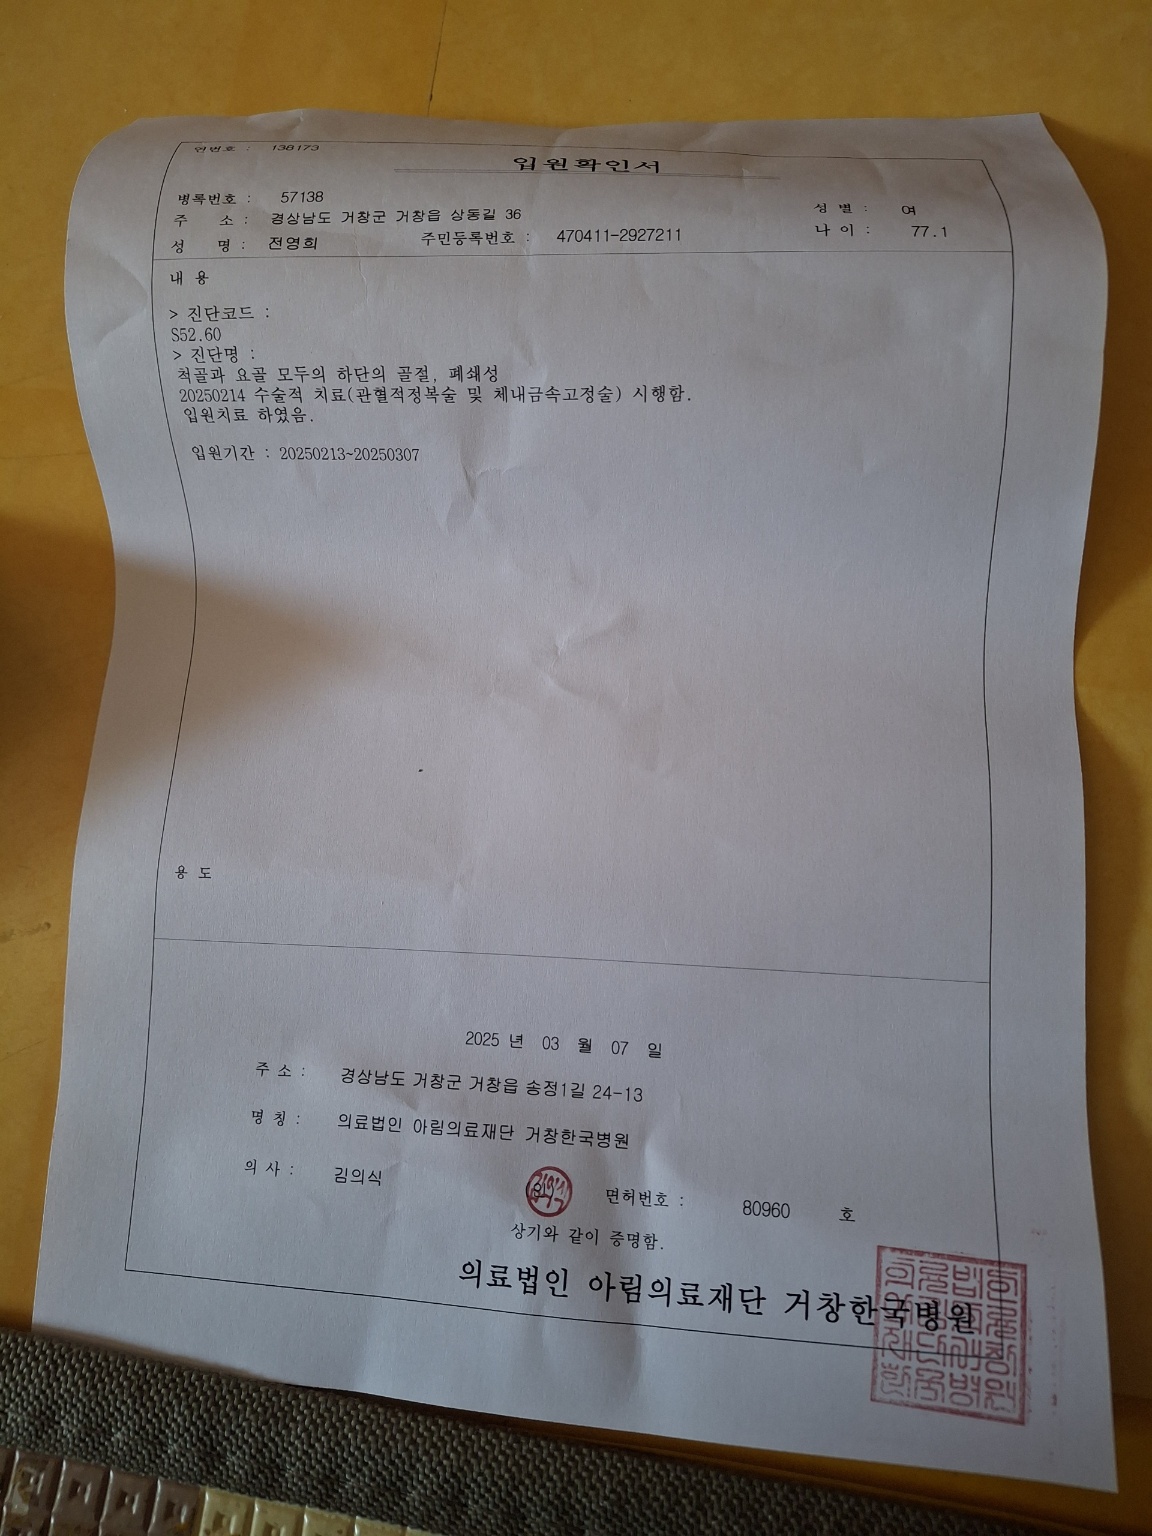 연번호 : 138173
입원확인서
병록번호 : 57138
주 소 : 경상남도 거창군 거창읍 상동길 36 성 별 : 여
성 명 : 전영희 주민등록번호 : 470411-2927211 나 이 : 77.1
내 용
> 진단코드 :
S52.60
> 진단명 :
척골과 요골 모두의 하단의 골절, 폐쇄성
20250214 수술적 치료(관혈적정복술 및 체내금속고정술) 시행함.
입원치료 하였음.
입원기간 : 20250213~20250307
용 도
2025 년 03 월 07 일
주 소 : 경상남도 거창군 거창읍 송정1길 24-13
명 칭 : 의료법인 아림의료재단 거창한국병원
의 사 : 김의식 (인) 면허번호 : 80960 호
상기와 같이 증명함.
의료법인 아림의료재단 거창한국병원